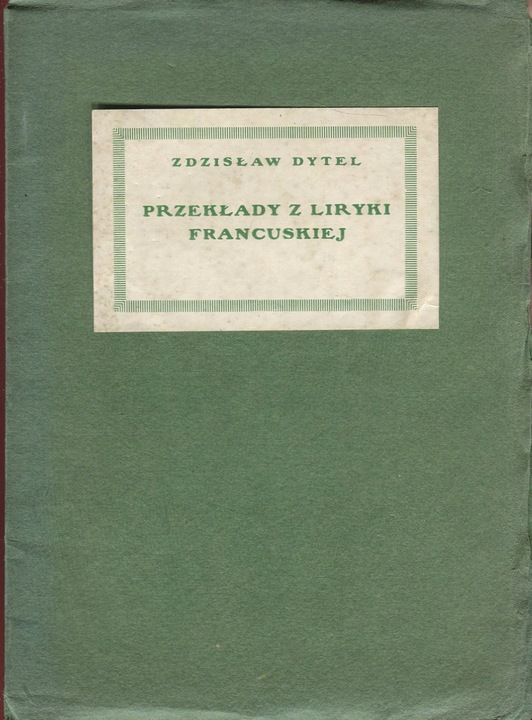 ZDZISŁAW DYTEL
PRZEKŁADY Z LIRYKI
FRANCUSKIEJ